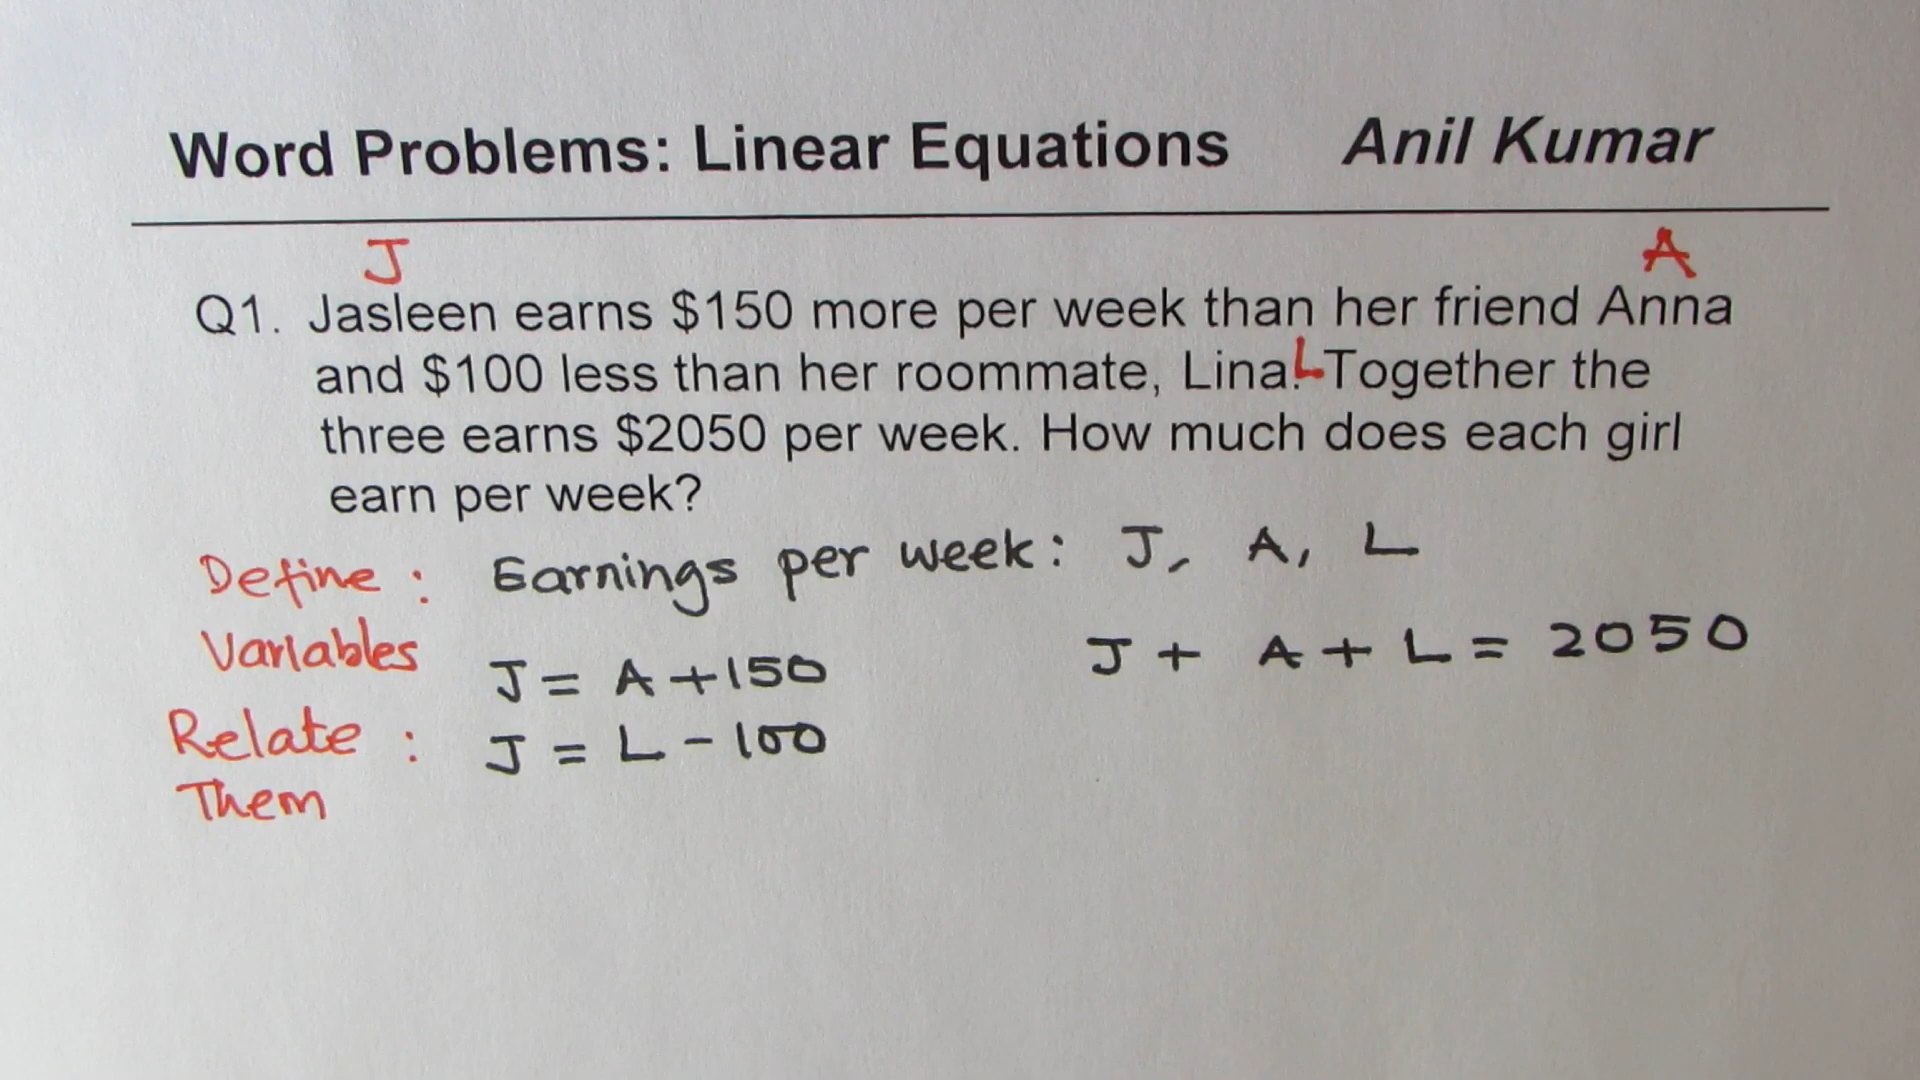 Word Problems: Linear Equations Anil Kumar
J A
Q1. Jasleen earns $150 more per week than her friend Anna
and $100 less than her roommate, Lina. L Together the
three earns $2050 per week. How much does each girl
earn per week?
Define : Earnings per week: J, A, L
Variables J = A + 150 J + A + L = 2050
Relate : J = L - 100
Them